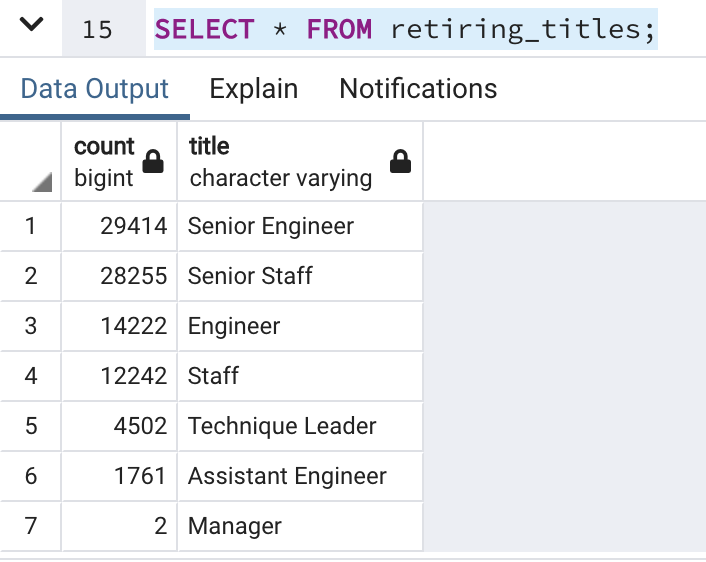 15 SELECT * FROM retiring_titles;
Data Output Explain Notifications
count title
bigint character varying
1 29414 Senior Engineer
2 28255 Senior Staff
3 14222 Engineer
4 12242 Staff
5 4502 Technique Leader
6 1761 Assistant Engineer
7 2 Manager